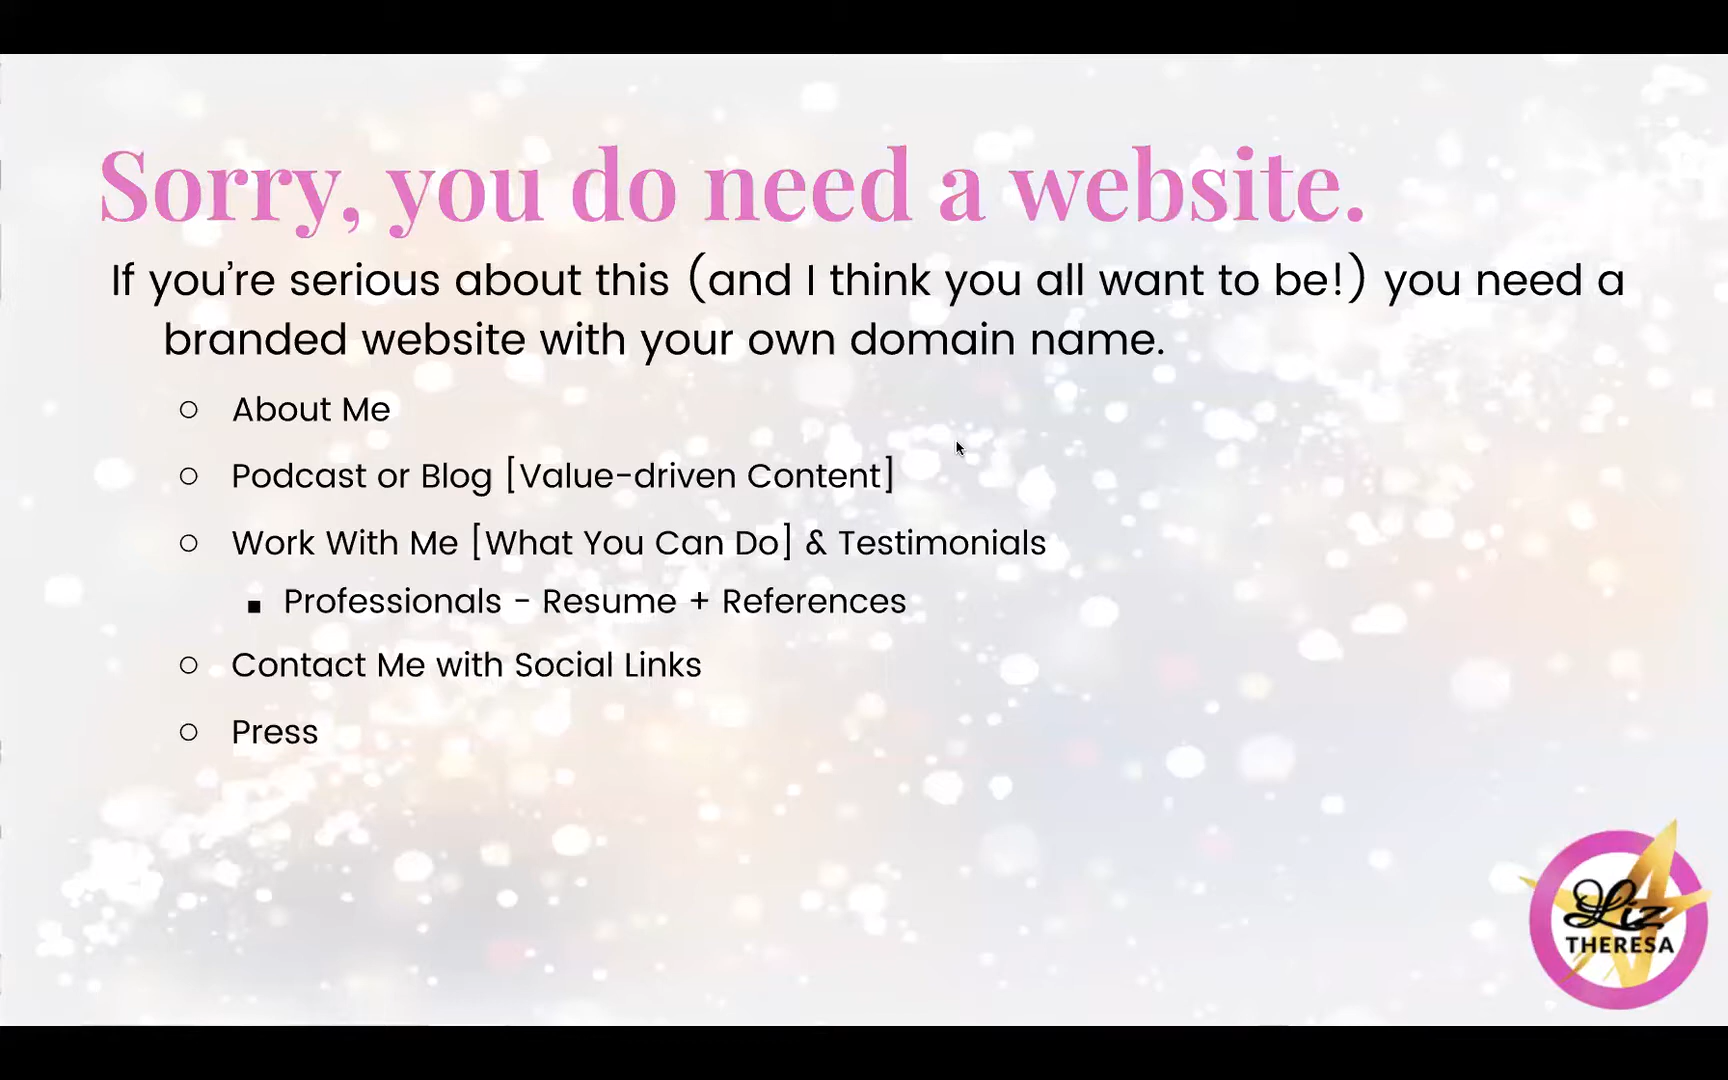 Sorry, you do need a website.
If you’re serious about this (and I think you all want to be!) you need a
branded website with your own domain name.
○ About Me
○ Podcast or Blog [Value-driven Content]
○ Work With Me [What You Can Do] & Testimonials
■ Professionals - Resume + References
○ Contact Me with Social Links
○ Press
Liz
THERESA